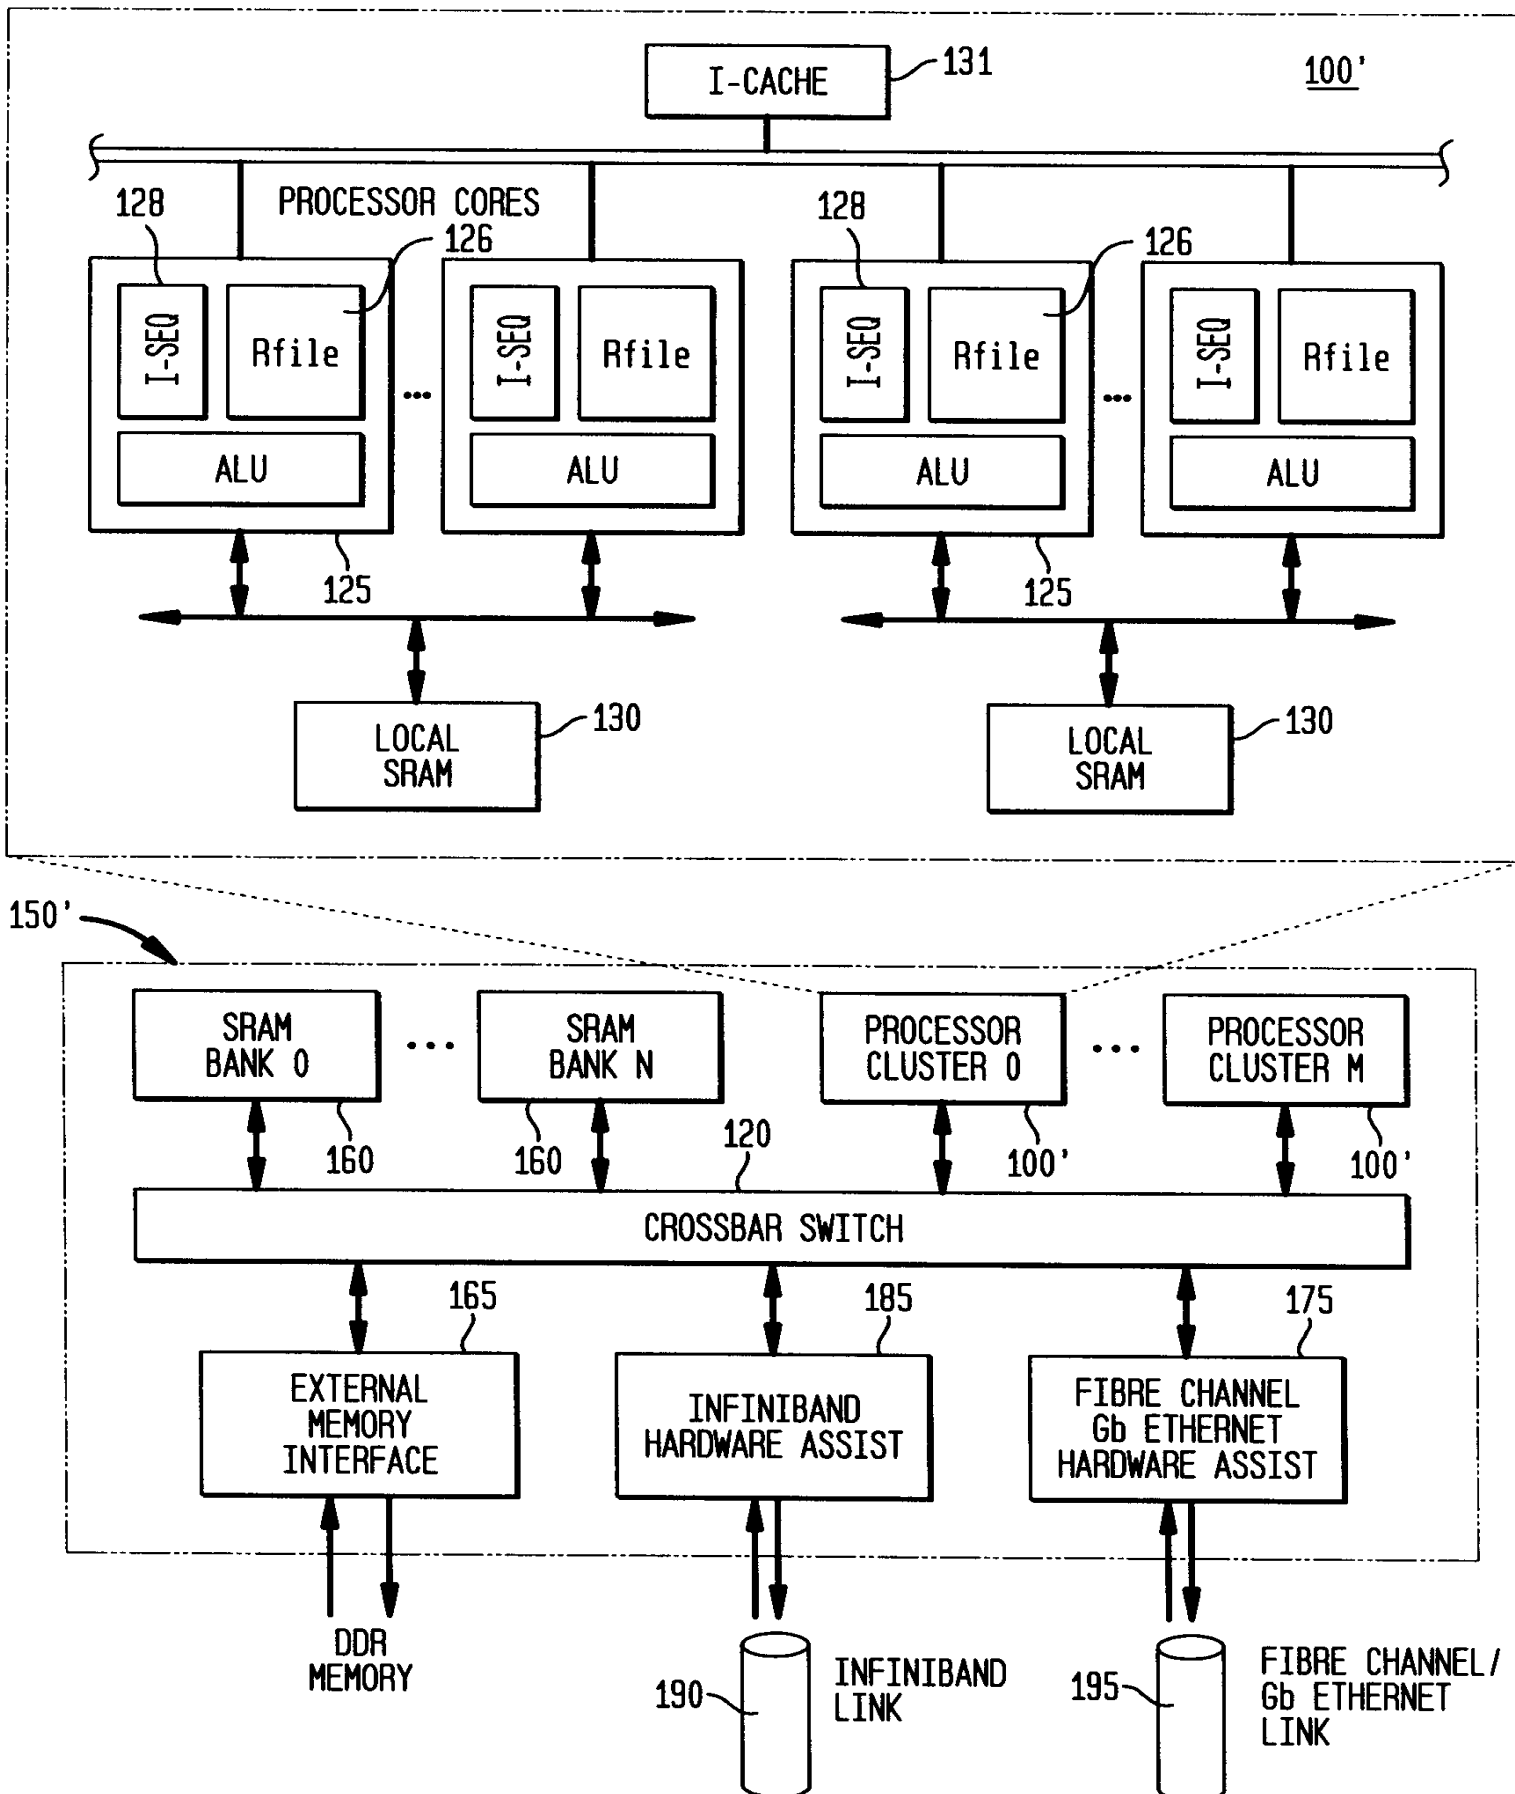 I-CACHE
131
100'
PROCESSOR CORES
128
126
128
126
I-SEQ
Rfile
ALU
...
I-SEQ
Rfile
ALU
I-SEQ
Rfile
ALU
...
I-SEQ
Rfile
ALU
125
125
LOCAL
SRAM
130
LOCAL
SRAM
130
150'
SRAM
BANK 0
...
SRAM
BANK N
PROCESSOR
CLUSTER 0
...
PROCESSOR
CLUSTER M
160
160
120
100'
100'
CROSSBAR SWITCH
165
185
175
EXTERNAL
MEMORY
INTERFACE
INFINIBAND
HARDWARE ASSIST
FIBRE CHANNEL
Gb ETHERNET
HARDWARE ASSIST
DDR
MEMORY
190
INFINIBAND
LINK
195
FIBRE CHANNEL/
Gb ETHERNET
LINK